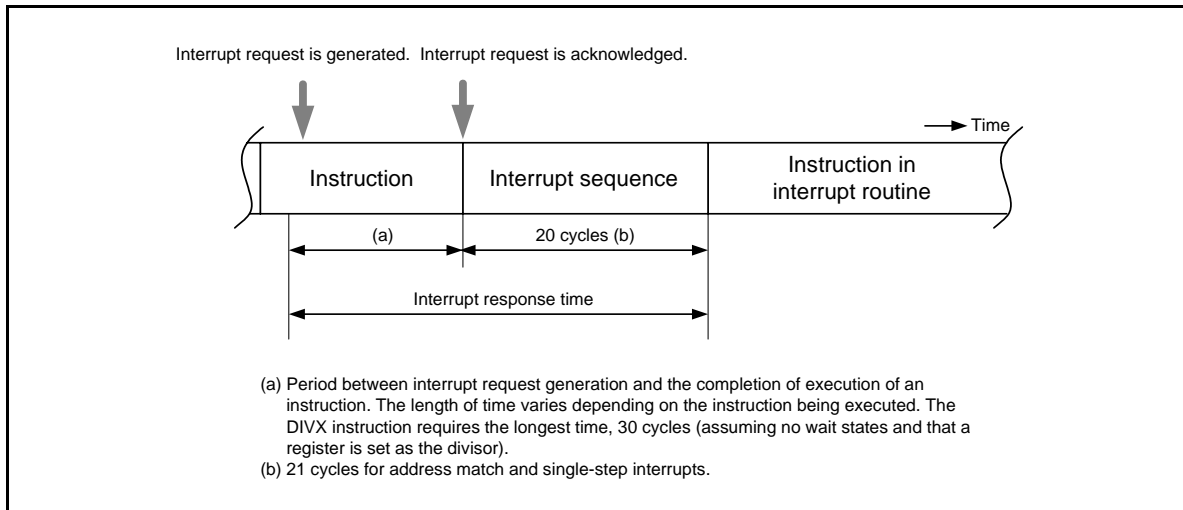 Interrupt request is generated. Interrupt request is acknowledged.
Time
Instruction
Interrupt sequence
Instruction in
interrupt routine
(a)
20 cycles (b)
Interrupt response time
(a) Period between interrupt request generation and the completion of execution of an
instruction. The length of time varies depending on the instruction being executed. The
DIVX instruction requires the longest time, 30 cycles (assuming no wait states and that a
register is set as the divisor).
(b) 21 cycles for address match and single-step interrupts.